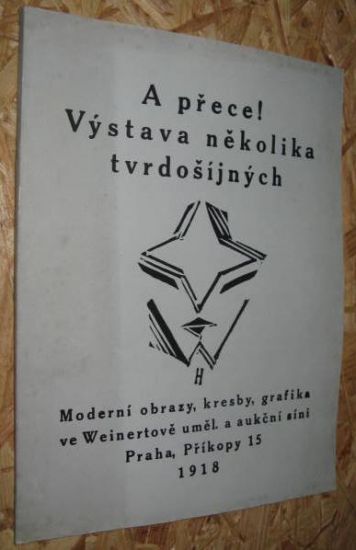 A přece!
Výstava několika
tvrdošíjných
H
Moderní obrazy, kresby, grafika
ve Weinertově uměl. a aukční síni
Praha, Příkopy 15
1918